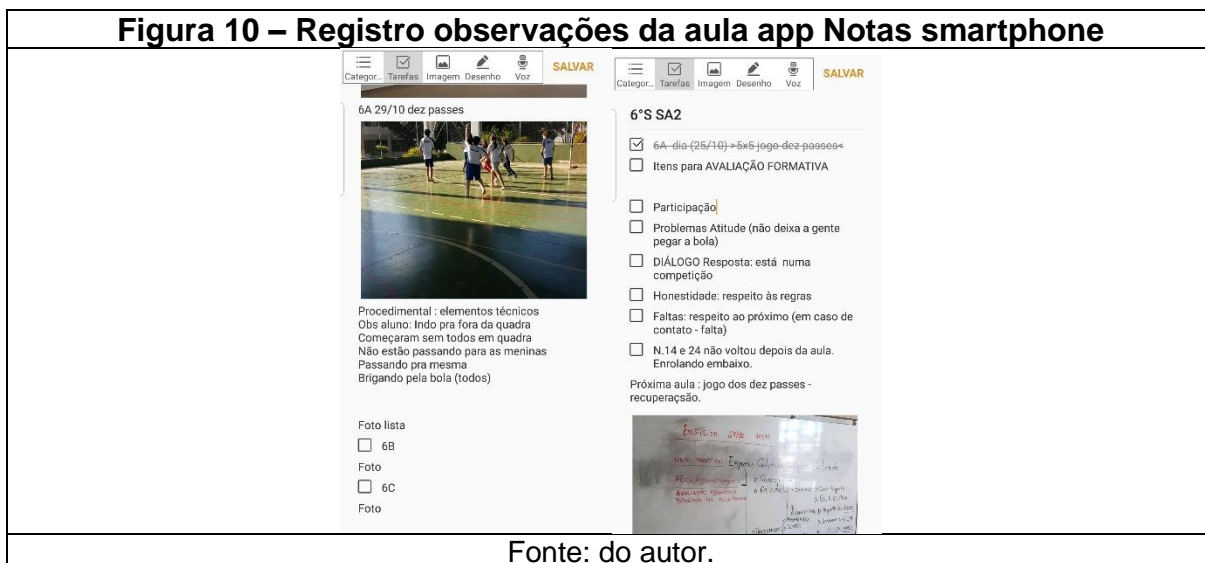 Figura 10 – Registro observações da aula app Notas smartphone
Categor... Tarefas Imagem Desenho Voz SALVAR
6A 29/10 dez passes
Procedimental : elementos técnicos
Obs aluno: Indo pra fora da quadra
Começaram sem todos em quadra
Não estão passando para as meninas
Passando pra mesma
Brigando pela bola (todos)
Foto lista
6B
Foto
6C
Foto
Categor... Tarefas Imagem Desenho Voz SALVAR
6°S SA2
6A dia (25/10) >5x5 jogo dez passes<
Itens para AVALIAÇÃO FORMATIVA
Participação
Problemas Atitude (não deixa a gente
pegar a bola)
DIÁLOGO Resposta: está numa
competição
Honestidade: respeito às regras
Faltas: respeito ao próximo (em caso de
contato - falta)
N.14 e 24 não voltou depois da aula.
Enrolando embaixo.
Próxima aula : jogo dos dez passes -
recuperaçsão.
Fonte: do autor.